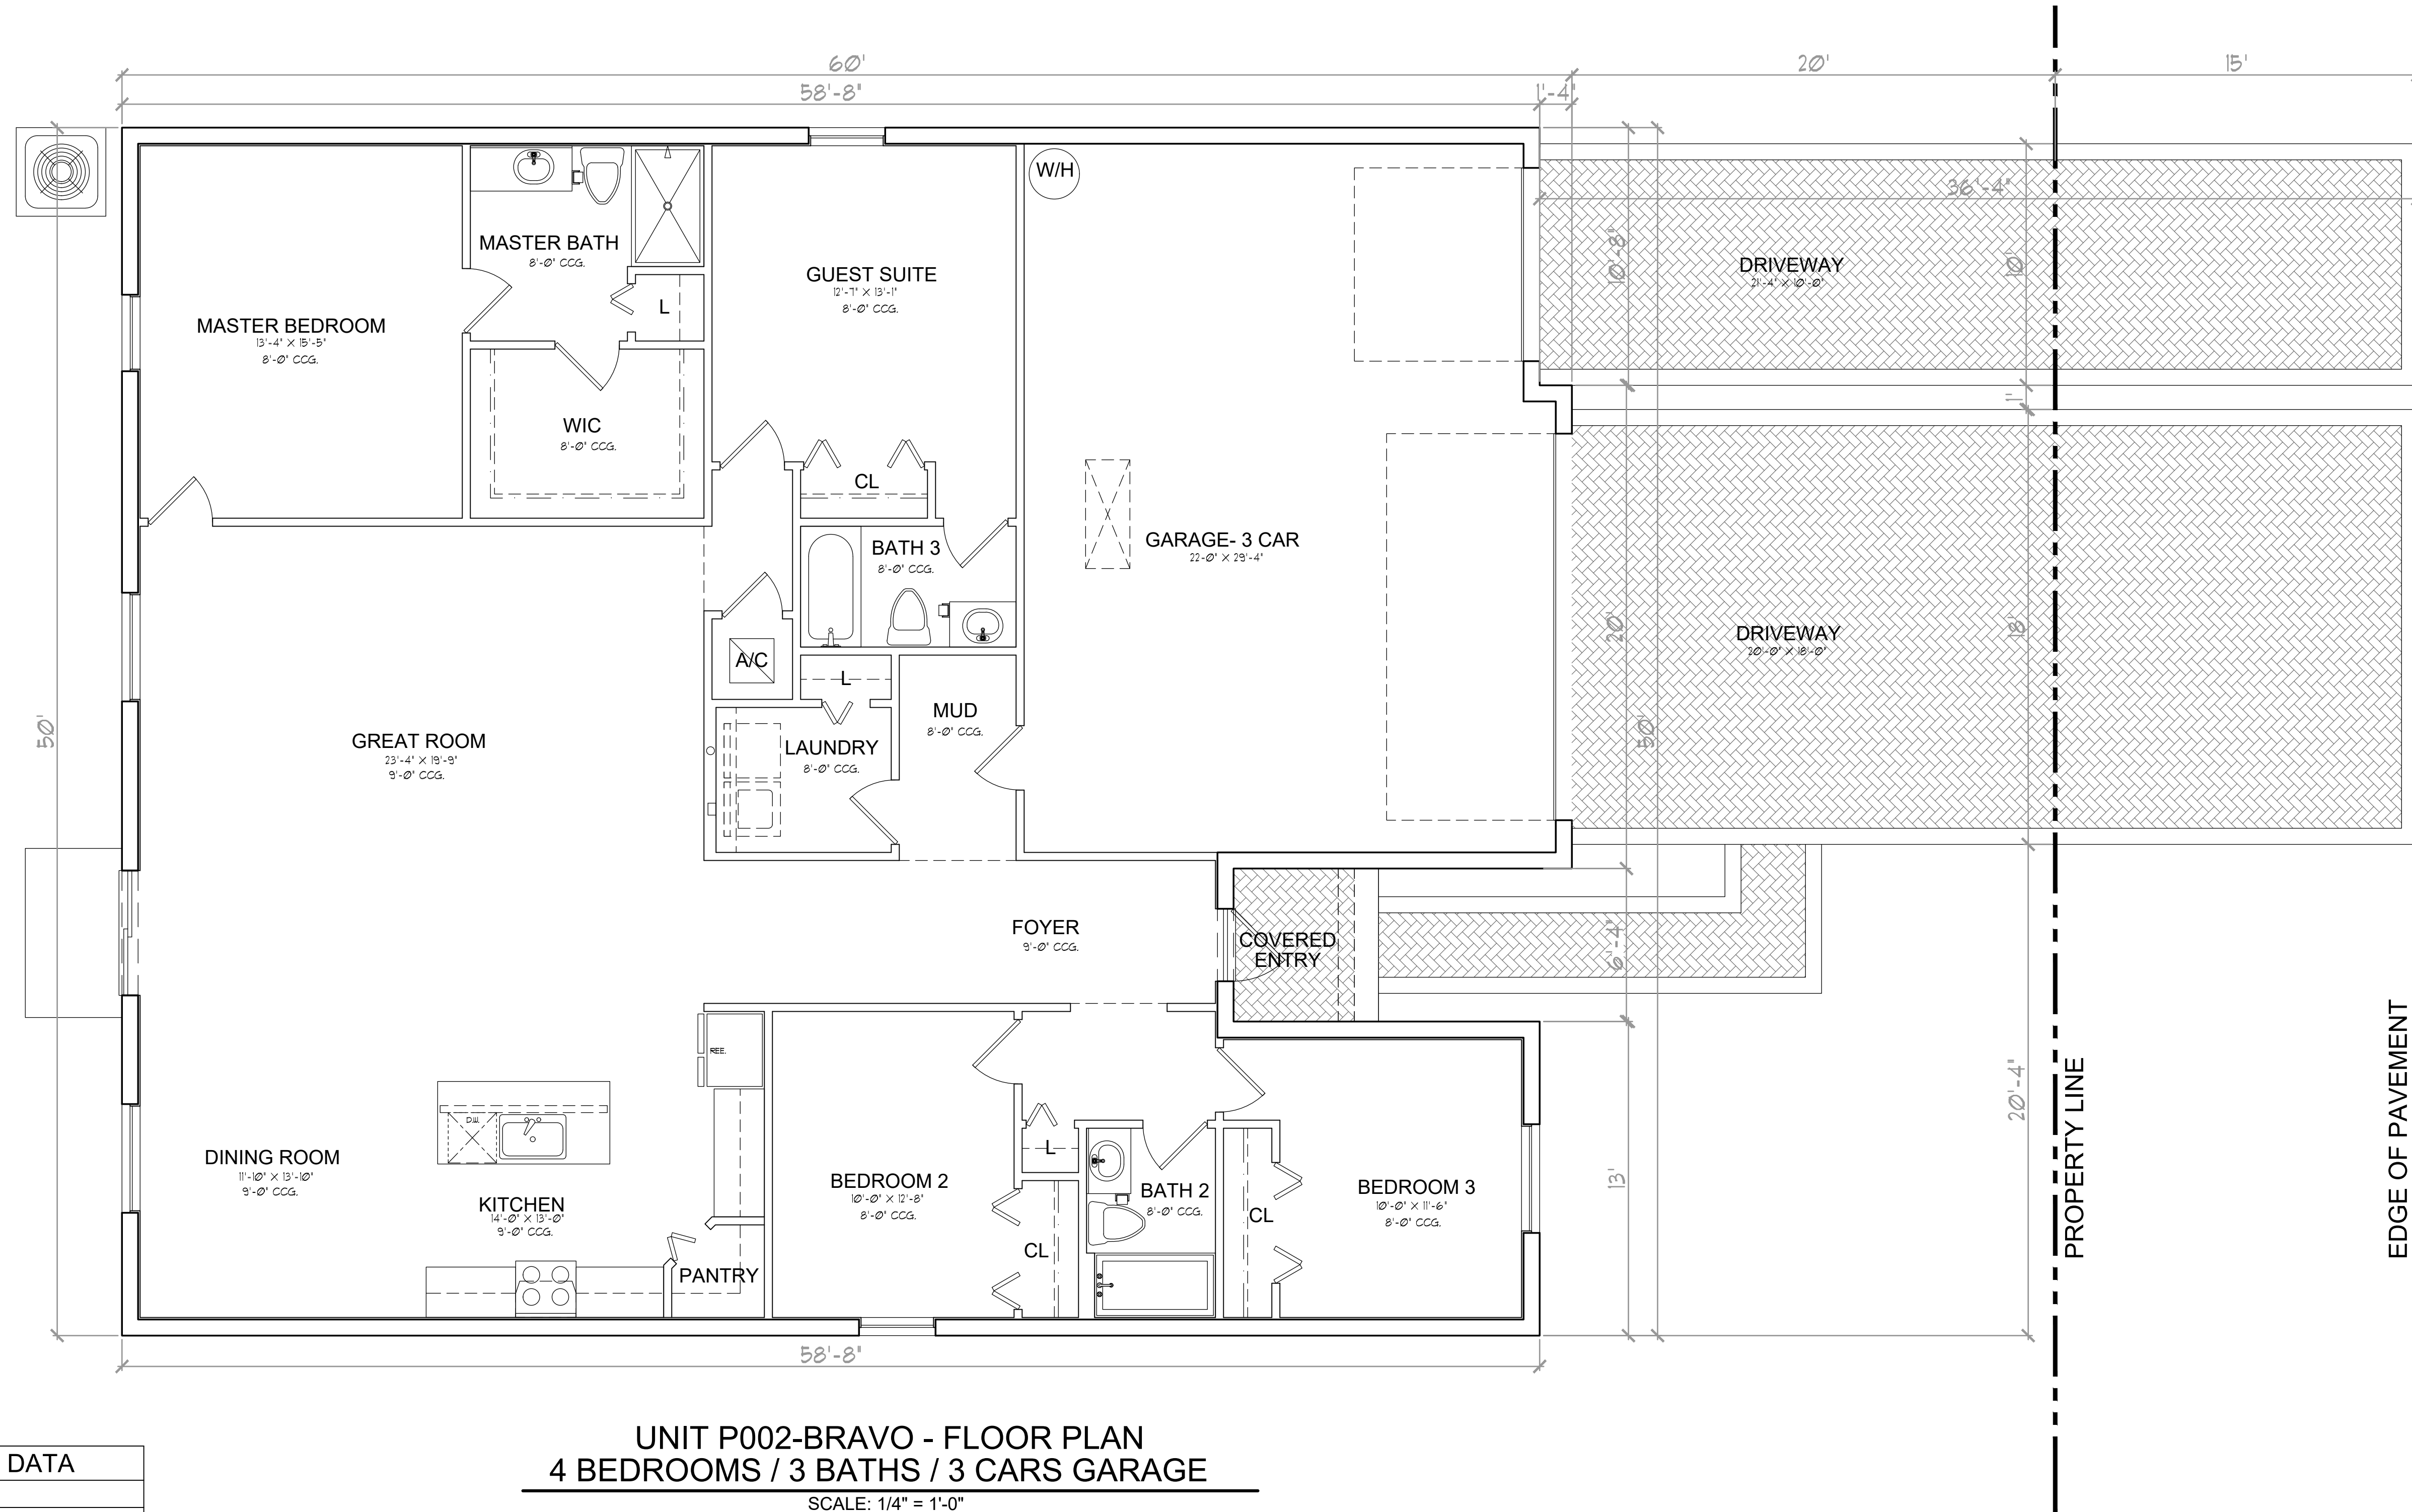 60'
20'
15'
58'-8"
1'-4"
W/H
36'-4"
MASTER BATH
8'-0" CCG.
GUEST SUITE
12'-7" X 13'-1"
8'-0" CCG.
10'-8"
DRIVEWAY
21'-4" X 10'-0"
10'
L
MASTER BEDROOM
13'-4" X 15'-5"
8'-0" CCG.
1'
WIC
8'-0" CCG.
CL
BATH 3
8'-0" CCG.
GARAGE- 3 CAR
22-0" X 29'-4"
20'
DRIVEWAY
20'-0" X 18'-0"
18'
A/C
L
MUD
8'-0" CCG.
50'
50'
GREAT ROOM
23'-4" X 19'-9"
9'-0" CCG.
LAUNDRY
8'-0" CCG.
FOYER
9'-0" CCG.
COVERED
ENTRY
6'-4"
REE.
D.W.
20'-4"
PROPERTY LINE
EDGE OF PAVEMENT
DINING ROOM
11'-10" X 13'-10"
9'-0" CCG.
KITCHEN
14'-0" X 13'-0"
9'-0" CCG.
L
BEDROOM 2
10'-0" X 12'-8"
8'-0" CCG.
BATH 2
8'-0" CCG.
CL
BEDROOM 3
10'-0" X 11'-6"
8'-0" CCG.
13'
CL
PANTRY
58'-8"
UNIT P002-BRAVO - FLOOR PLAN
4 BEDROOMS / 3 BATHS / 3 CARS GARAGE
SCALE: 1/4" = 1'-0"
DATA